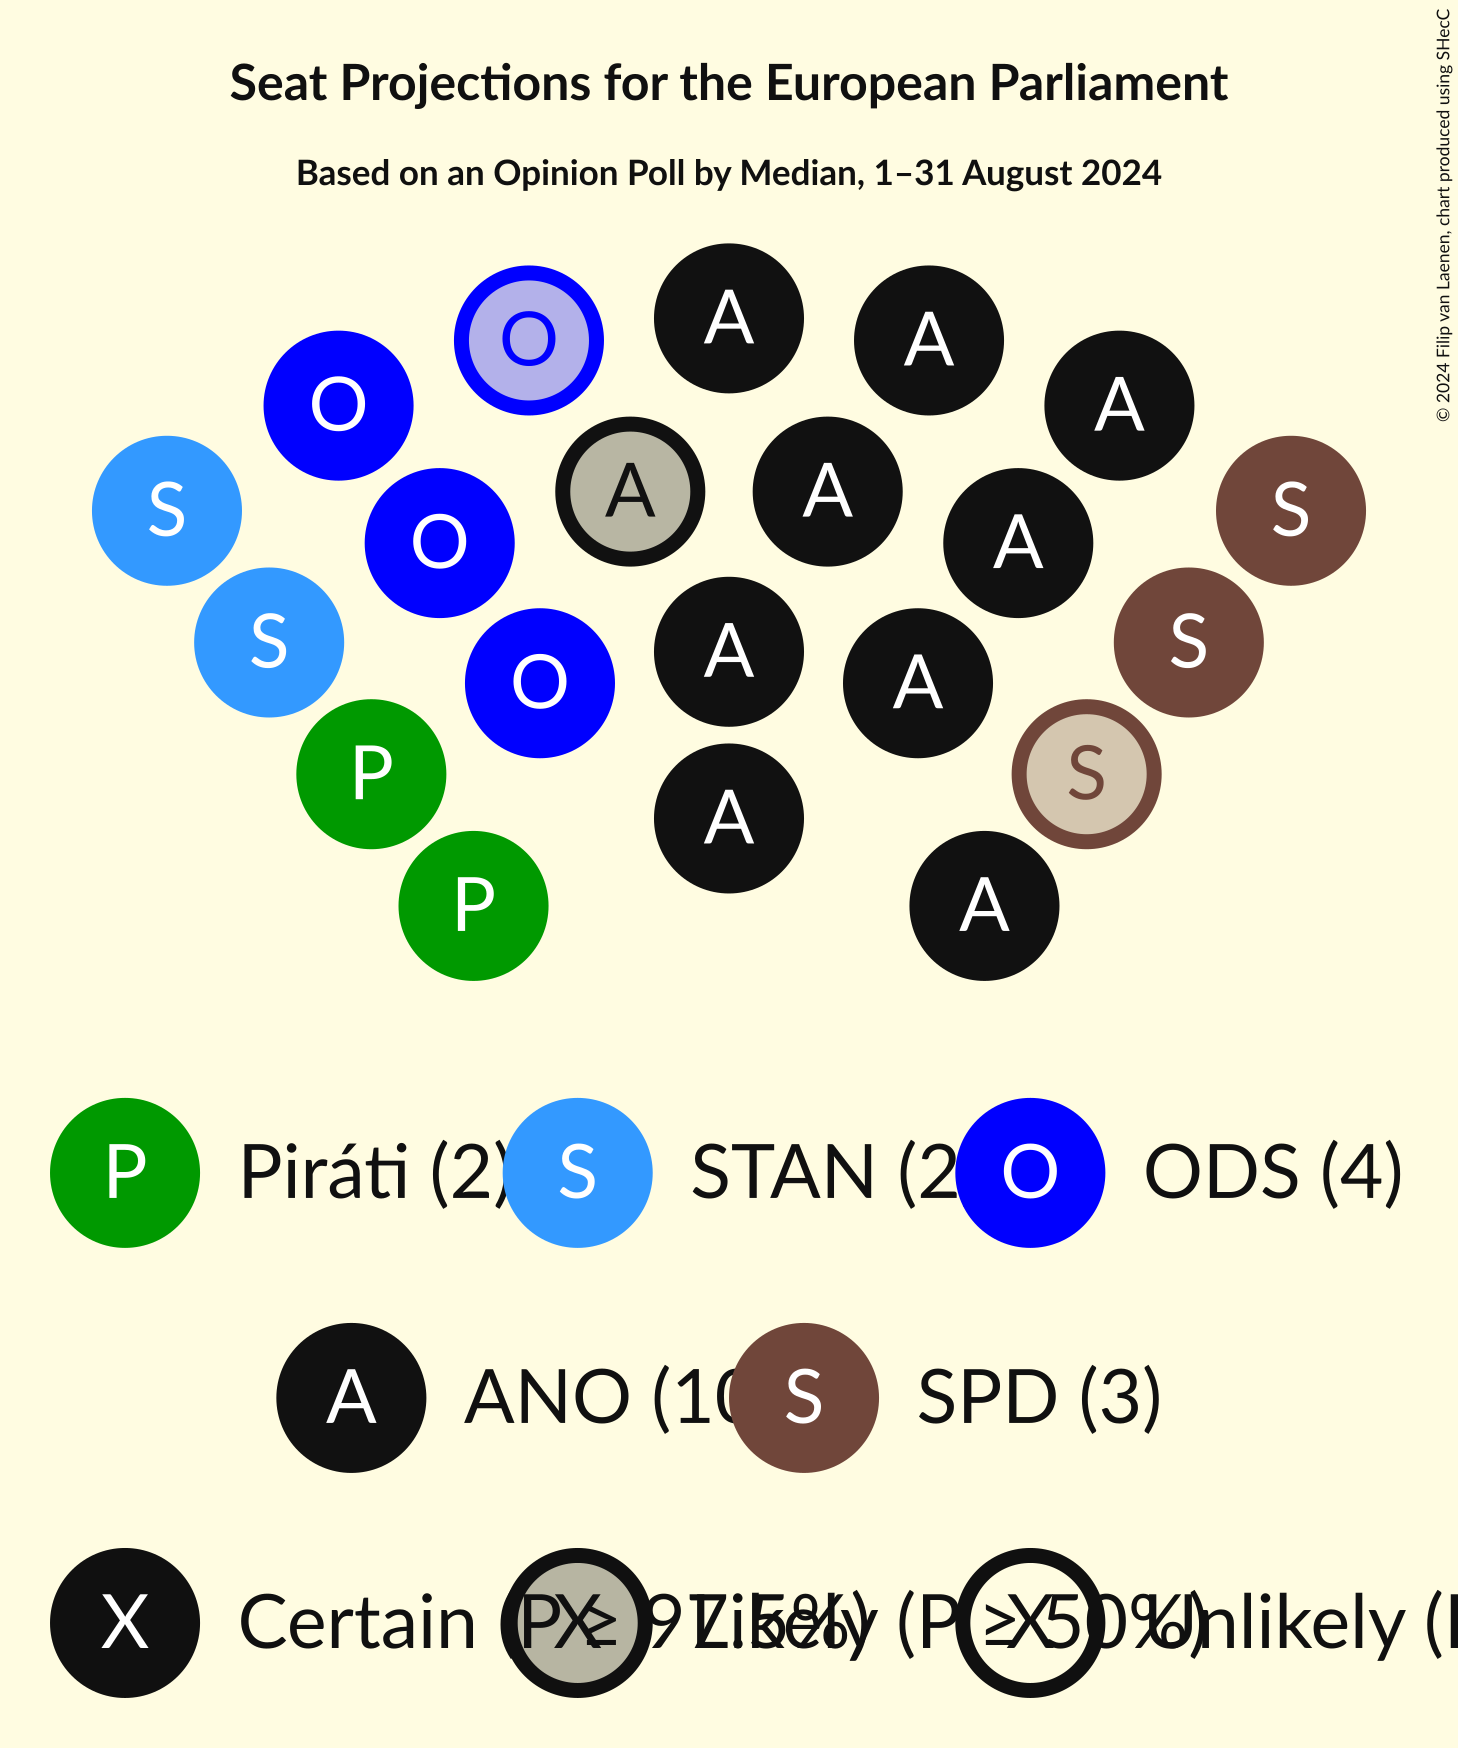 Seat Projections for the European Parliament
Based on an Opinion Poll by Median, 1–31 August 2024
© 2024 Filip van Laenen, chart produced using SHecC
A
O A
O A
A A
S O A S
S O A A S
P O A S
P A A
P Piráti (2) S STAN (2 O ODS (4)
A ANO (10 S SPD (3)
X Certain (P ≥ 97.5%) X Likely (P ≥ 50%) X Unlikely (